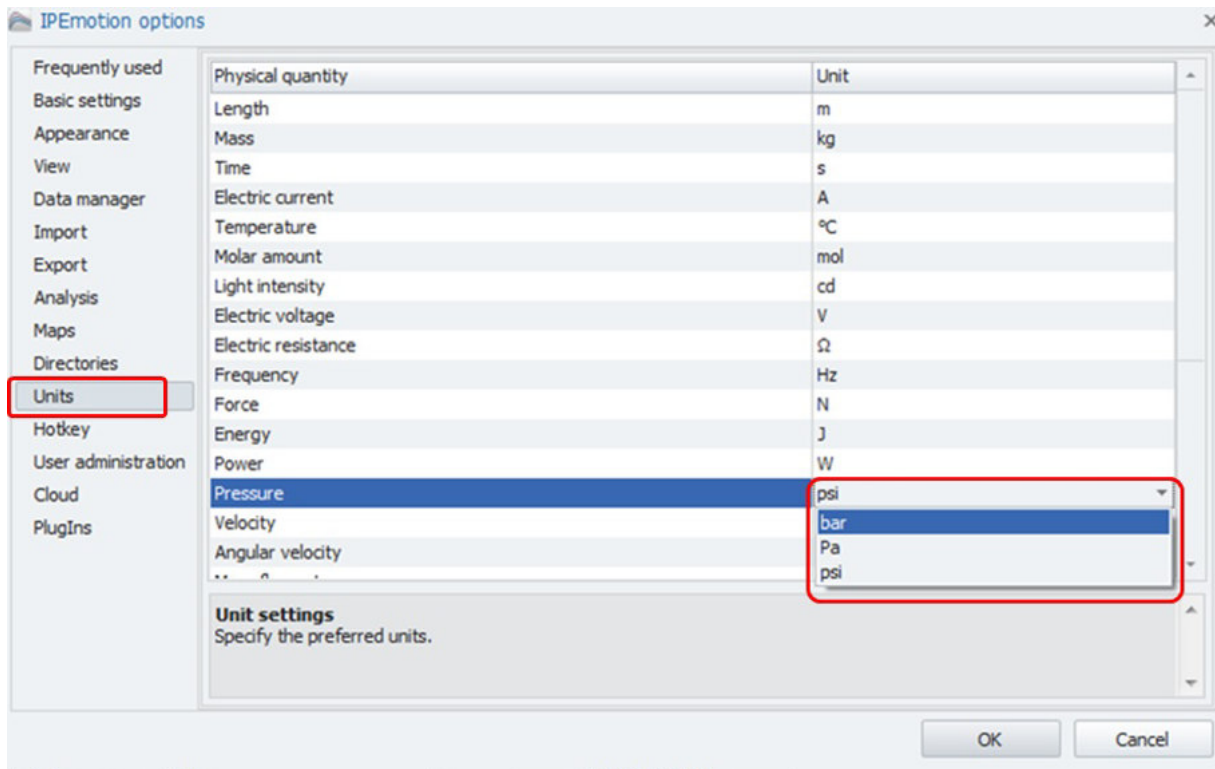 IPEmotion options
Frequently used
Basic settings
Appearance
View
Data manager
Import
Export
Analysis
Maps
Directories
Units
Hotkey
User administration
Cloud
PlugIns
Physical quantity Unit
Length m
Mass kg
Time s
Electric current A
Temperature °C
Molar amount mol
Light intensity cd
Electric voltage V
Electric resistance Ω
Frequency Hz
Force N
Energy J
Power W
Pressure psi
Velocity
Angular velocity
bar
Pa
psi
Unit settings
Specify the preferred units.
OK Cancel